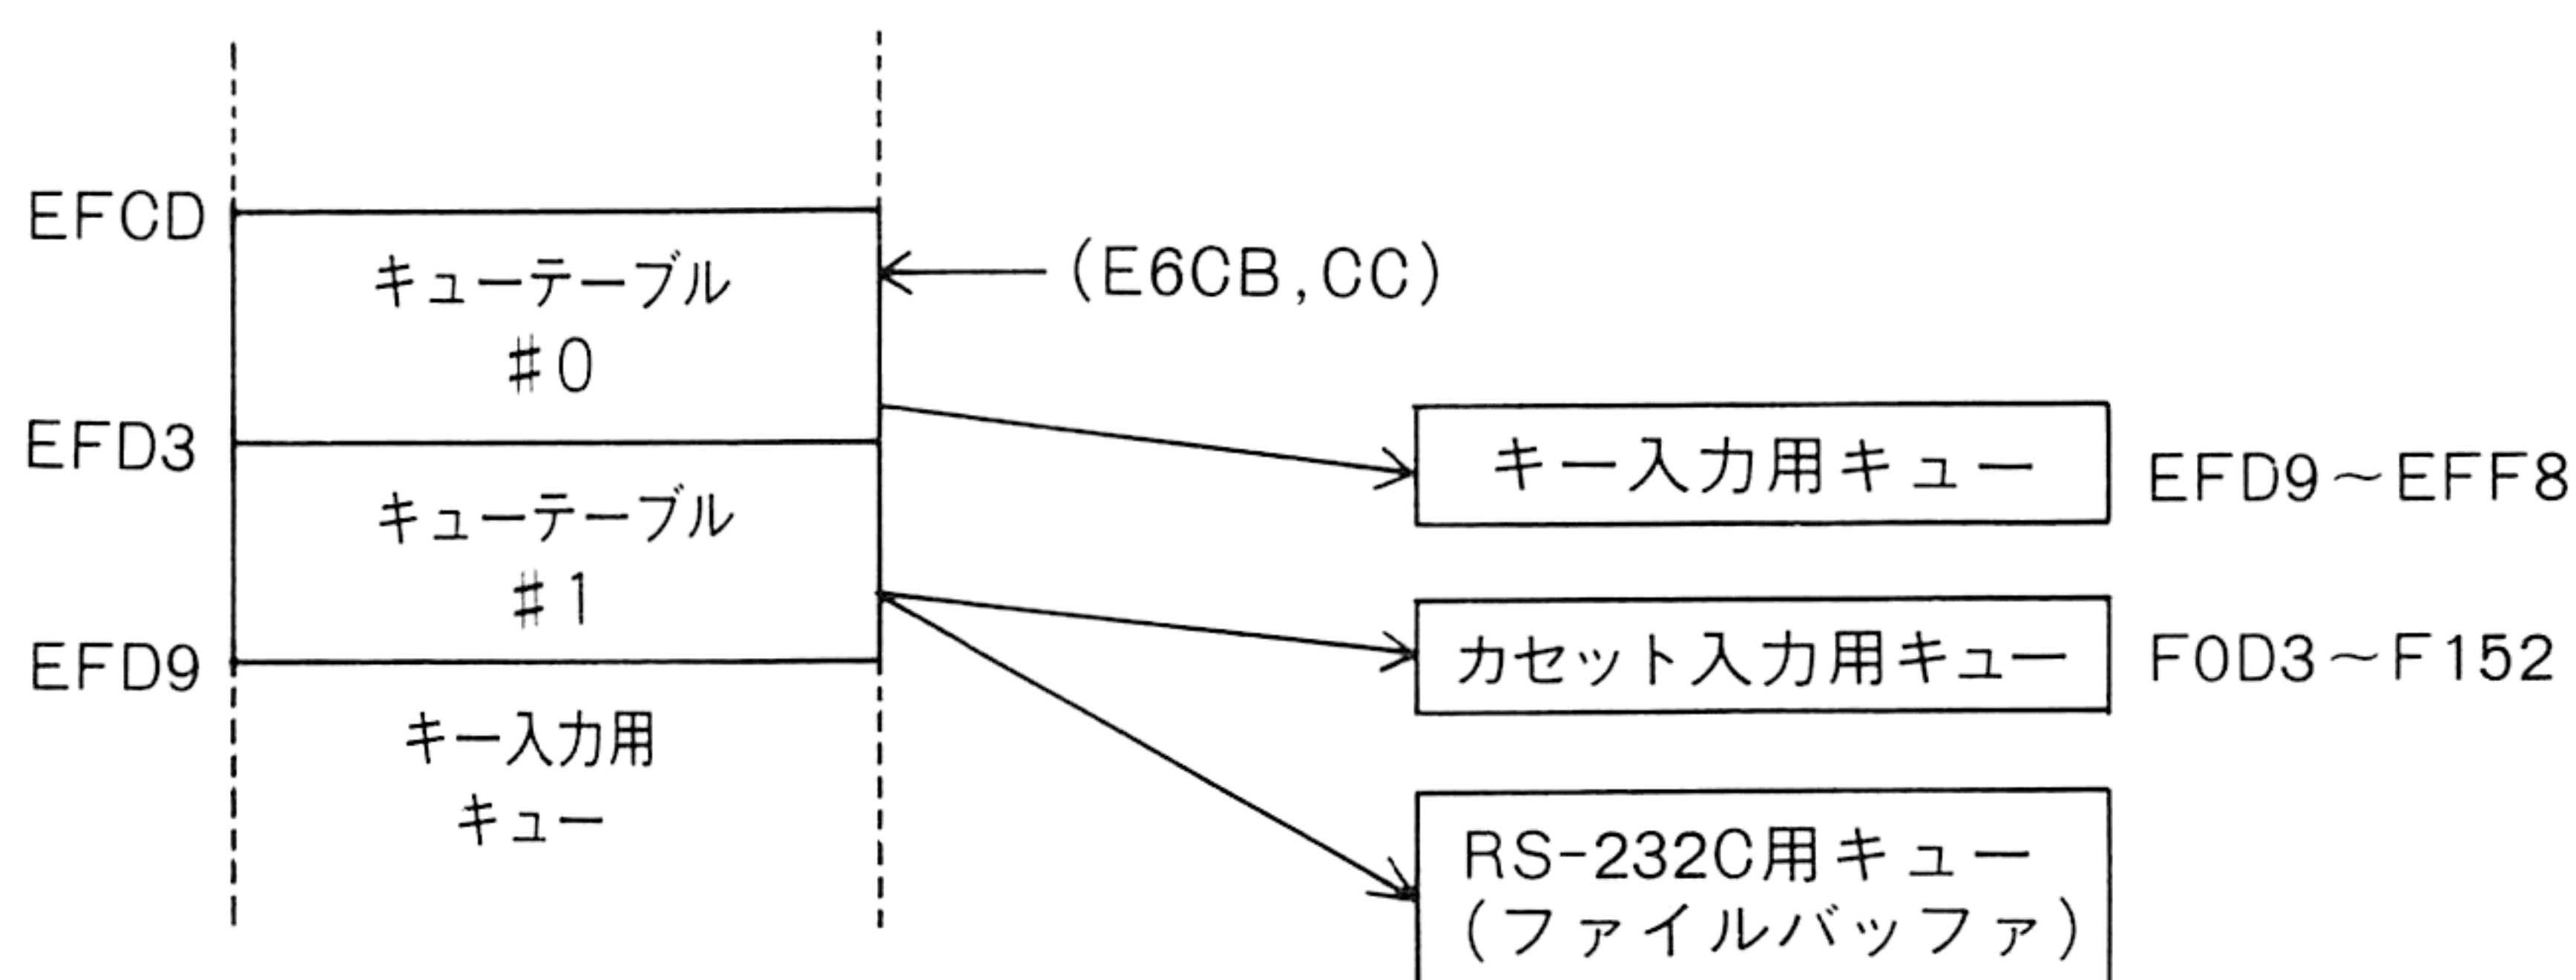 EFCD
キューテーブル
#0
(E6CB,CC)
EFD3
キューテーブル
#1
EFD9
キー入力用
キュー
キー入力用キュー
EFD9~EFF8
カセット入力用キュー
F0D3~F152
RS-232C用キュー
(ファイルバッファ)